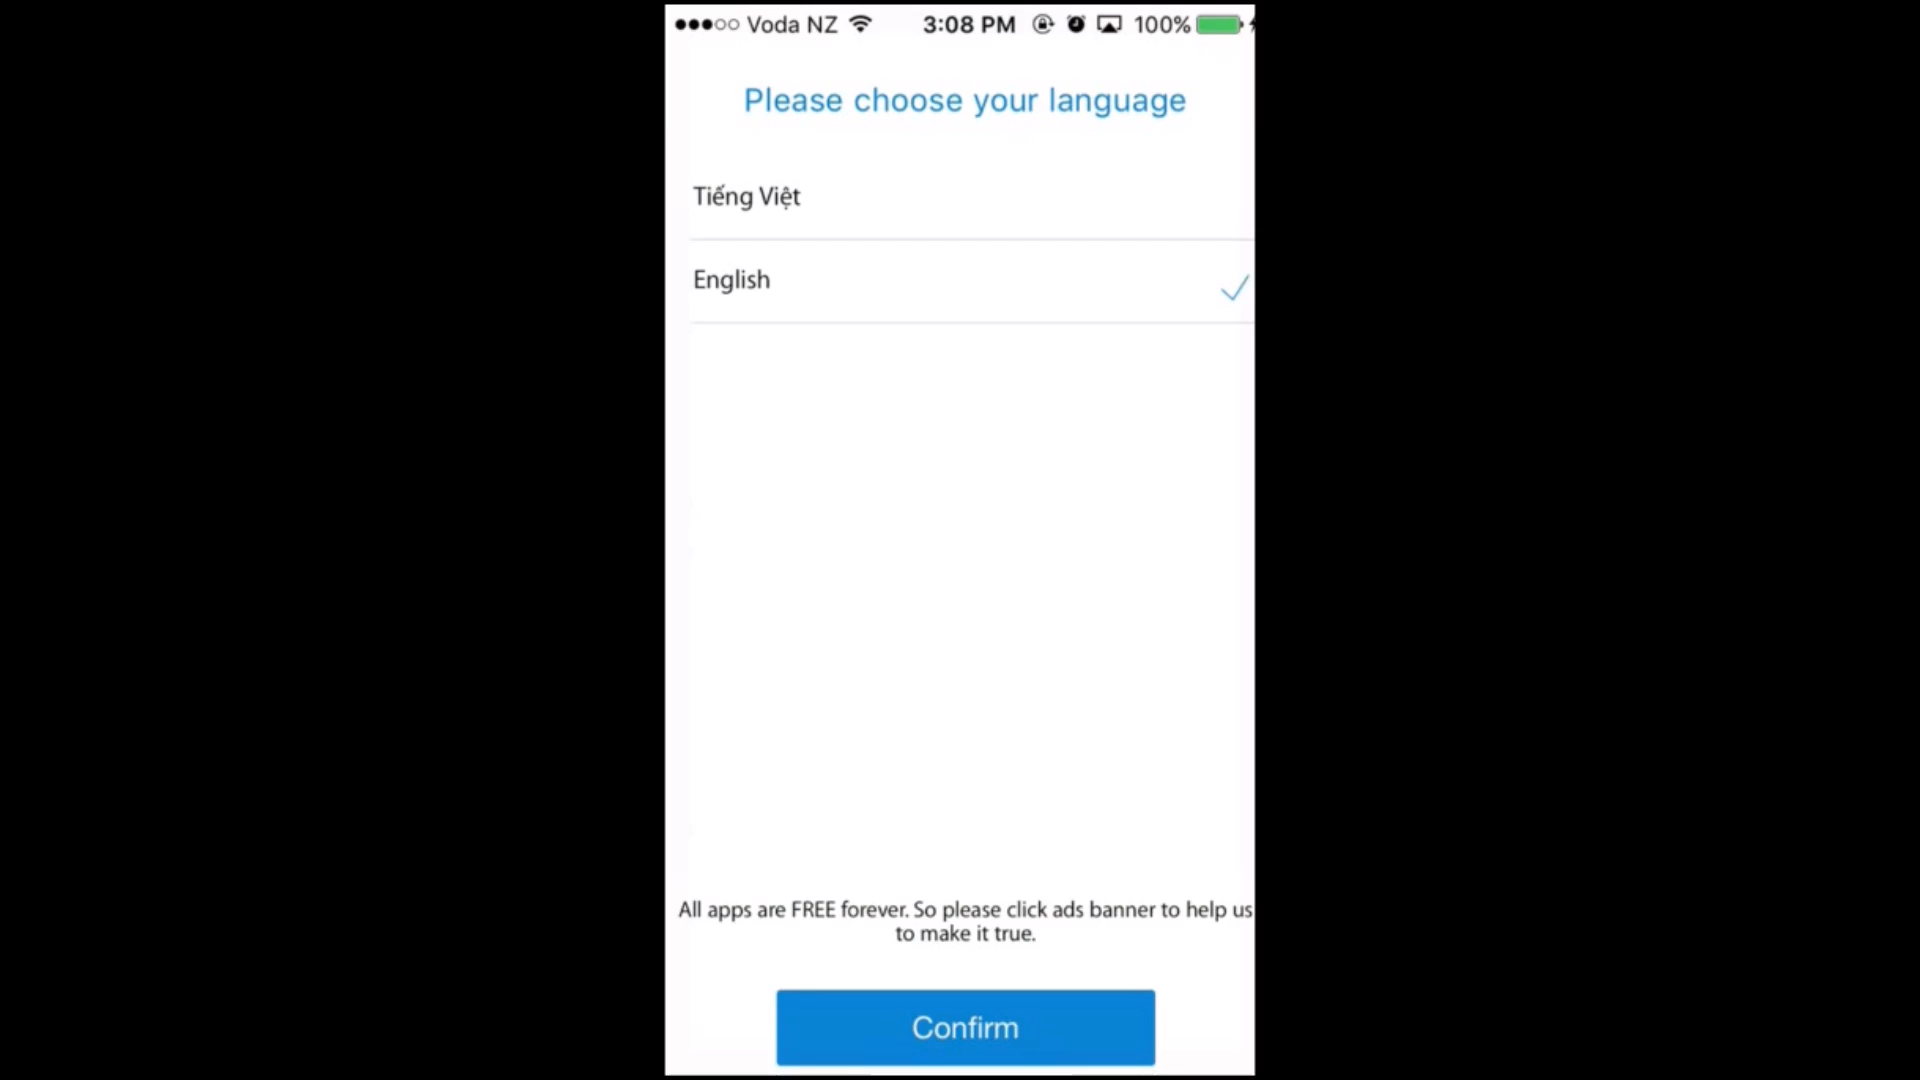 Voda NZ 3:08 PM 100%
Please choose your language
Tiếng Việt
English
All apps are FREE forever. So please click ads banner to help us
to make it true.
Confirm